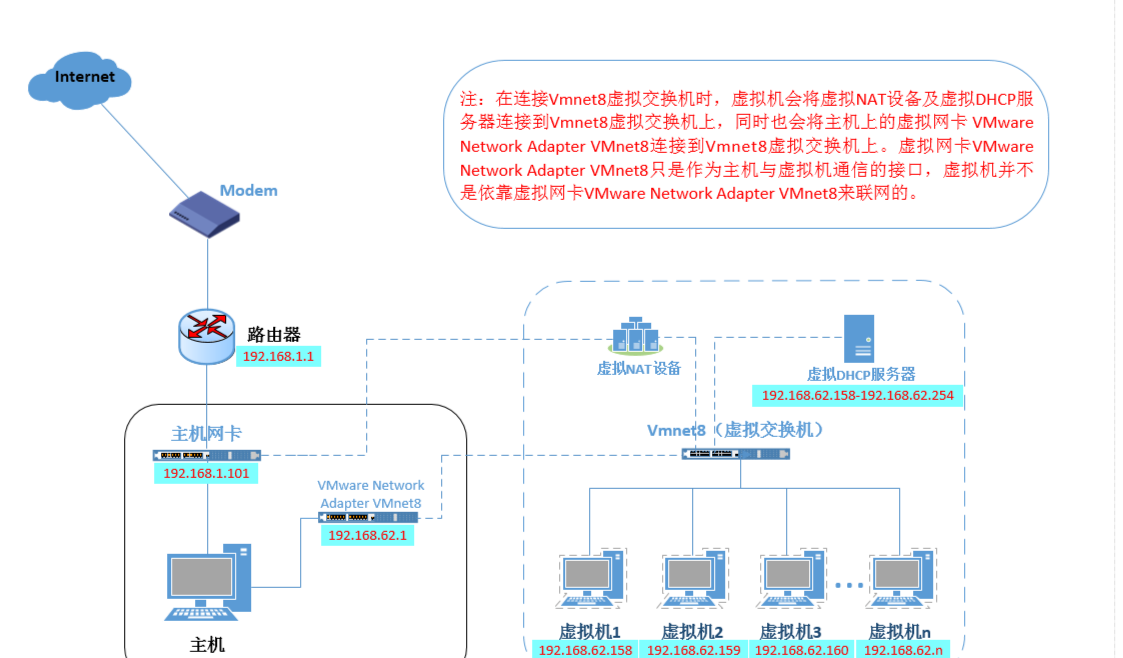 Internet
注：在连接Vmnet8虚拟交换机时，虚拟机会将虚拟NAT设备及虚拟DHCP服
务器连接到Vmnet8虚拟交换机上，同时也会将主机上的虚拟网卡 VMware
Network Adapter VMnet8连接到Vmnet8虚拟交换机上。虚拟网卡VMware
Network Adapter VMnet8只是作为主机与虚拟机通信的接口，虚拟机并不
是依靠虚拟网卡VMware Network Adapter VMnet8来联网的。
Modem
路由器
192.168.1.1
虚拟NAT设备
虚拟DHCP服务器
192.168.62.158-192.168.62.254
主机网卡
192.168.1.101
Vmnet8（虚拟交换机）
VMware Network
Adapter VMnet8
192.168.62.1
主机
虚拟机1
192.168.62.158
虚拟机2
192.168.62.159
虚拟机3
192.168.62.160
虚拟机n
192.168.62.n